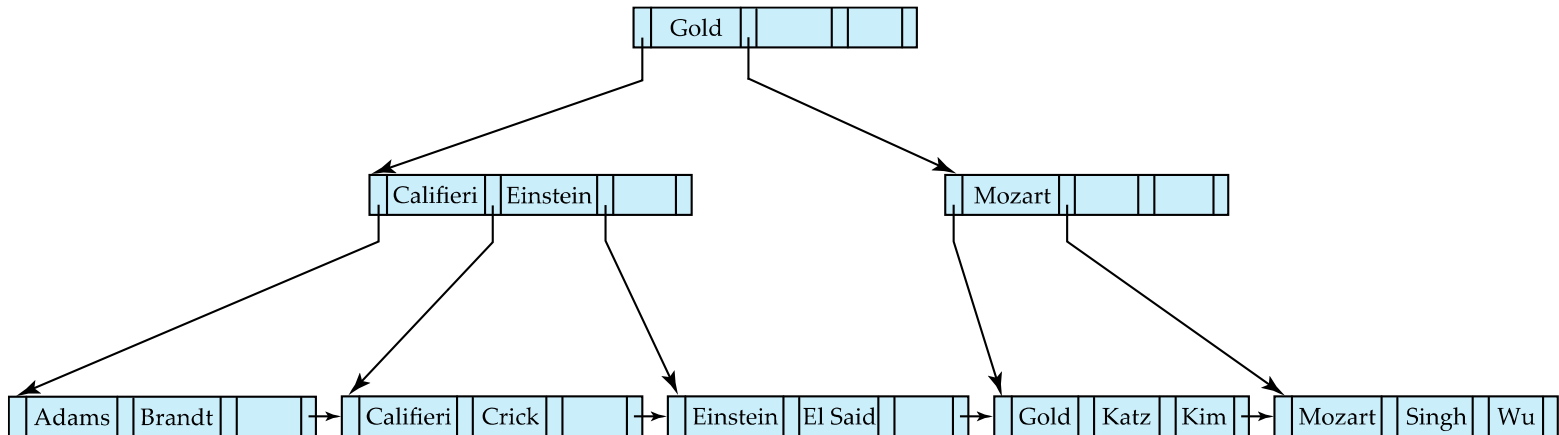 Gold
Califieri Einstein Mozart
Adams Brandt Califieri Crick Einstein El Said Gold Katz Kim Mozart Singh Wu